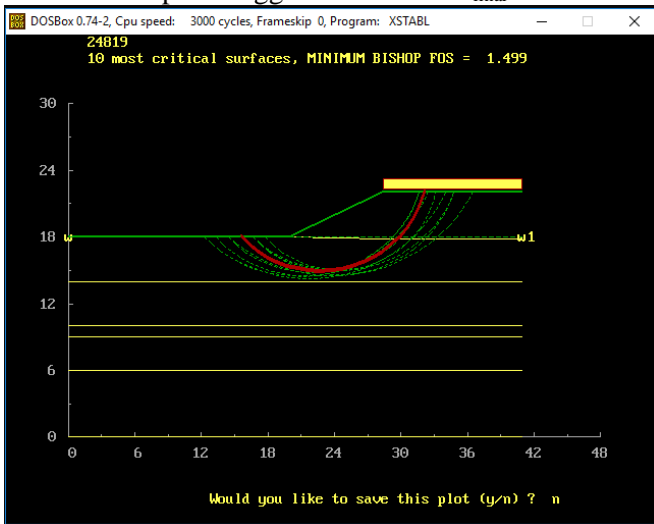 DOSBox 0.74-2, Cpu speed: 3000 cycles, Frameskip 0, Program: XSTABL
24819
10 most critical surfaces, MINIMUM BISHOP FOS = 1.499
30
24
18
w
w1
12
6
0
0 6 12 18 24 30 36 42 48
Would you like to save this plot (y/n) ? n